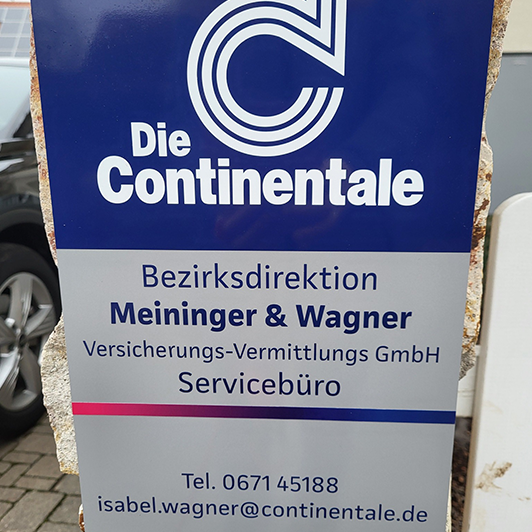 Die
Continentale
Bezirksdirektion
Meininger & Wagner
Versicherungs-Vermittlungs GmbH
Servicebüro
Tel. 0671 45188
isabel.wagner@continentale.de